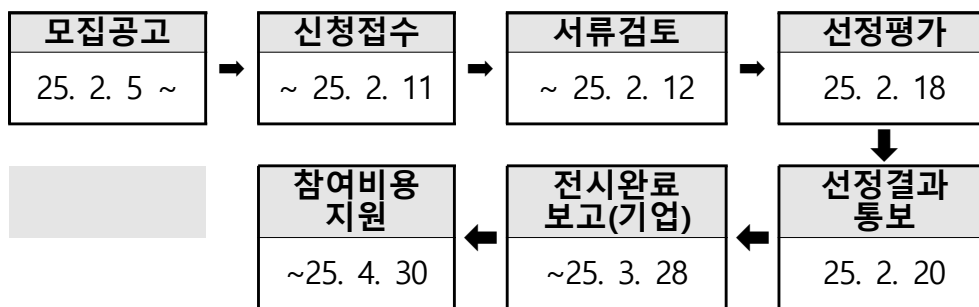 모집공고
25. 2. 5 ~
신청접수
~ 25. 2. 11
서류검토
~ 25. 2. 12
선정평가
25. 2. 18
선정결과
통보
25. 2. 20
전시완료
보고(기업)
~25. 3. 28
참여비용
지원
~25. 4. 30